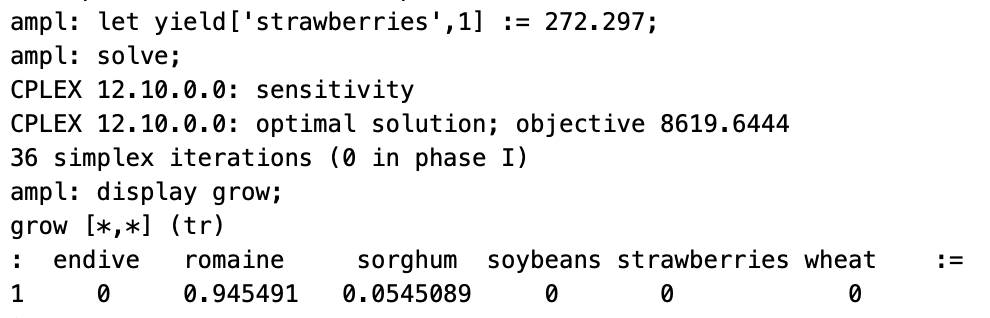 ampl: let yield['strawberries',1] := 272.297;
ampl: solve;
CPLEX 12.10.0.0: sensitivity
CPLEX 12.10.0.0: optimal solution; objective 8619.6444
36 simplex iterations (0 in phase I)
ampl: display grow;
grow [*,*] (tr)
:  endive   romaine     sorghum  soybeans strawberries wheat    :=
1     0    0.945491  0.0545089     0         0           0